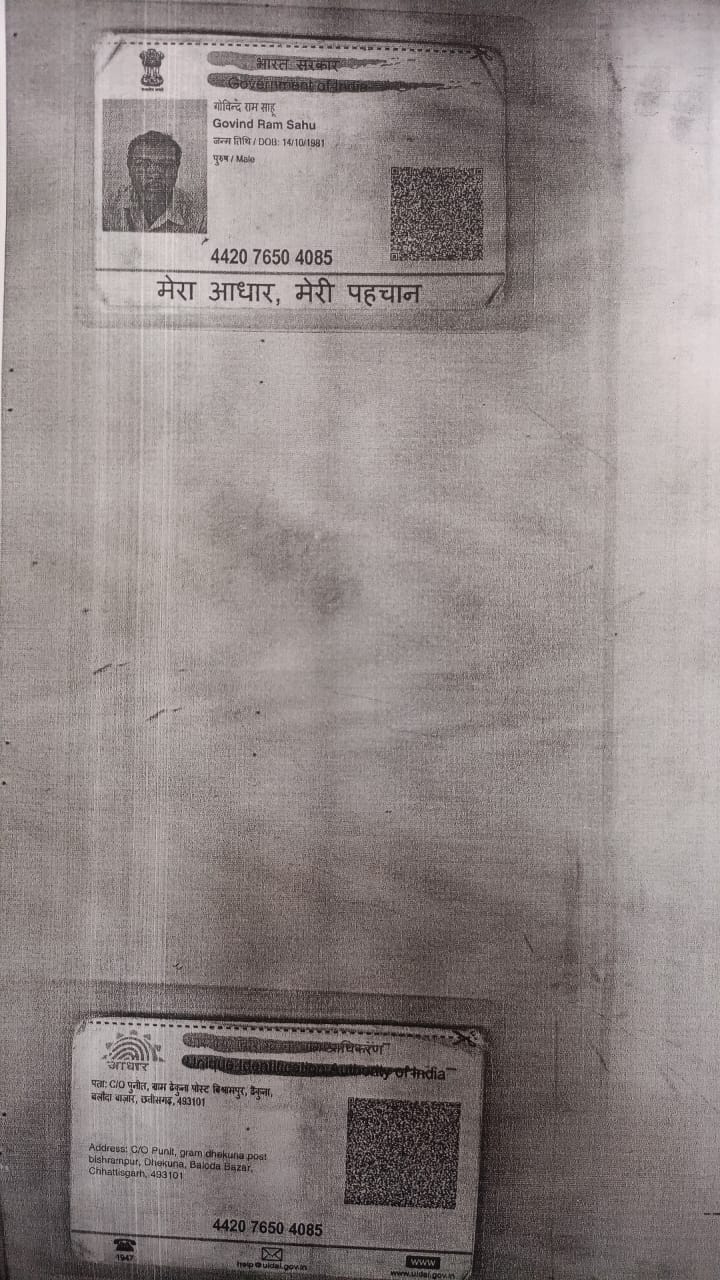 भारत सरकार
Government of India
गोविन्द राम साहू
Govind Ram Sahu
जन्म तिथि / DOB: 14/10/1981
पुरुष / Male
4420 7650 4085
मेरा आधार, मेरी पहचान
आधार
प्राधिकरण
Unique Identification Authority of India
पता: C/O पुनीत, ग्राम ढेकुना पोस्ट बिश्रामपुर, ढेकुना,
बलौदा बाज़ार, छतीसगढ़, 493101
Address: C/O Punit, gram dhekuna post
bishrampur, Dhekuna, Baloda Bazar,
Chhattisgarh, 493101
4420 7650 4085
1947
help@uidai.gov.in
www
www.uidai.gov.in